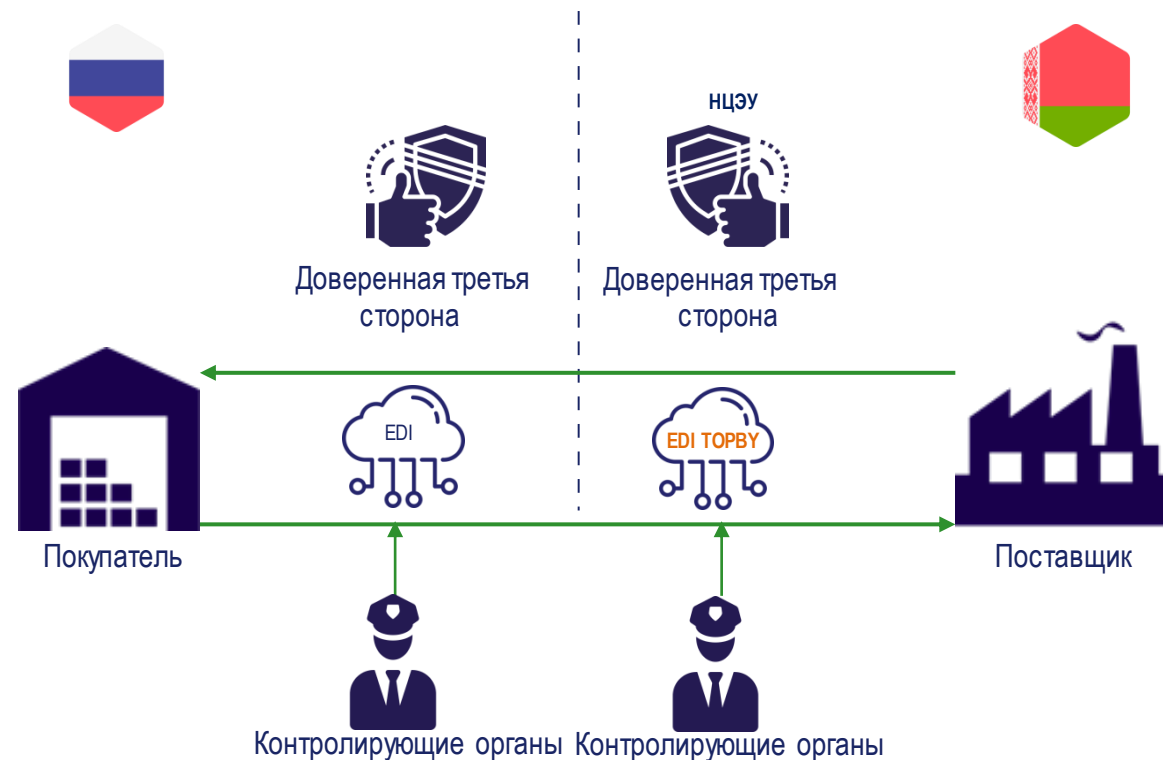 НЦЭУ
Доверенная третья
сторона
Доверенная третья
сторона
EDI
EDI TOPBY
Покупатель
Поставщик
Контролирующие органы
Контролирующие органы